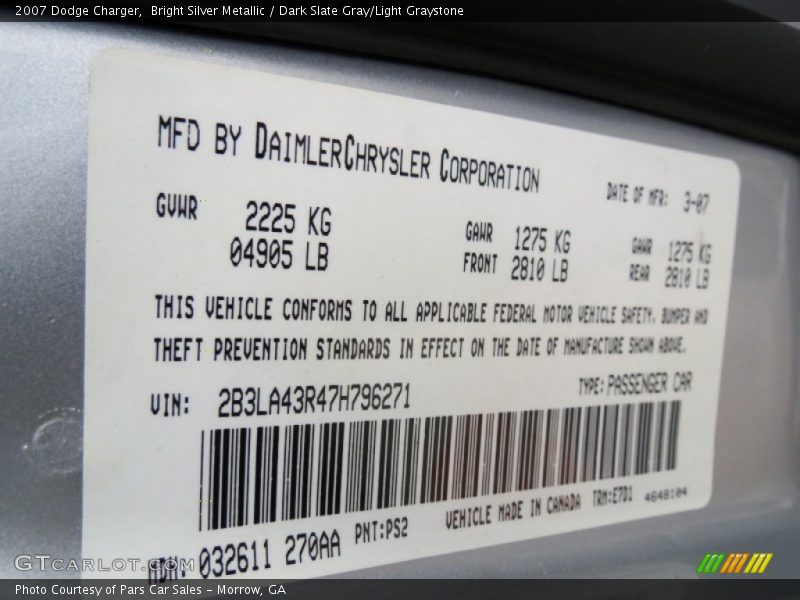 2007 Dodge Charger, Bright Silver Metallic / Dark Slate Gray/Light Graystone
MFD BY DAIMLERCHRYSLER CORPORATION
DATE OF MFR: 3-07
GVWR 2225 KG
04905 LB
GAWR 1275 KG
FRONT 2810 LB
GAWR 1275 KG
REAR 2810 LB
THIS VEHICLE CONFORMS TO ALL APPLICABLE FEDERAL MOTOR VEHICLE SAFETY, BUMPER AND
THEFT PREVENTION STANDARDS IN EFFECT ON THE DATE OF MANUFACTURE SHOWN ABOVE.
VIN: 2B3LA43R47H796271
TYPE: PASSENGER CAR
MDH: 032611 270AA PNT:PS2 VEHICLE MADE IN CANADA TRM:E7D1 4648104
GTCarlot.com
Photo Courtesy of Pars Car Sales - Morrow, GA